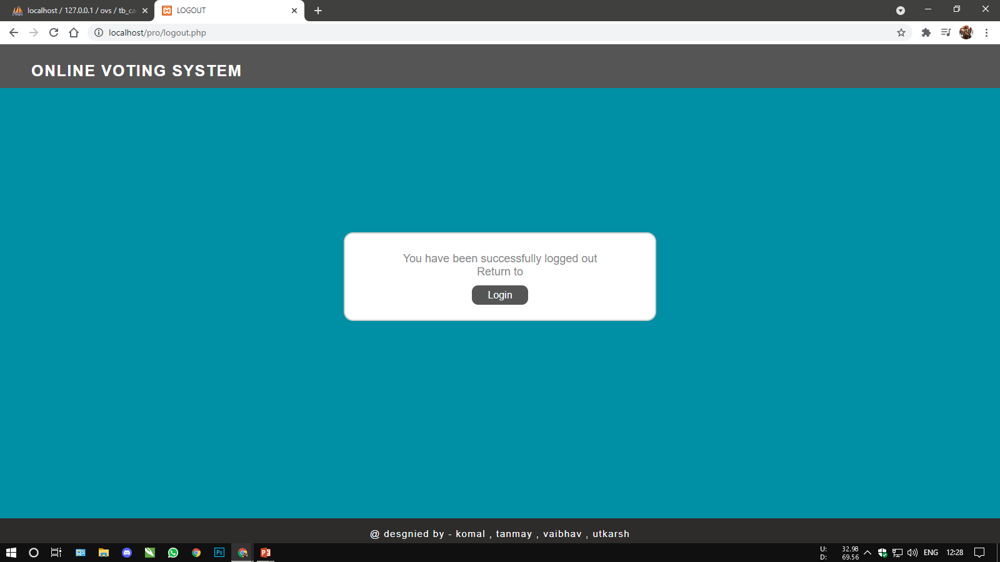 localhost / 127.0.0.1 / ovs / tb_ca
LOGOUT
localhost/pro/logout.php
ONLINE VOTING SYSTEM
You have been successfully logged out
Return to
Login
@ desgnied by - komal , tanmay , vaibhav , utkarsh
Ps
U: 32.98
D: 69.56
ENG
12:28